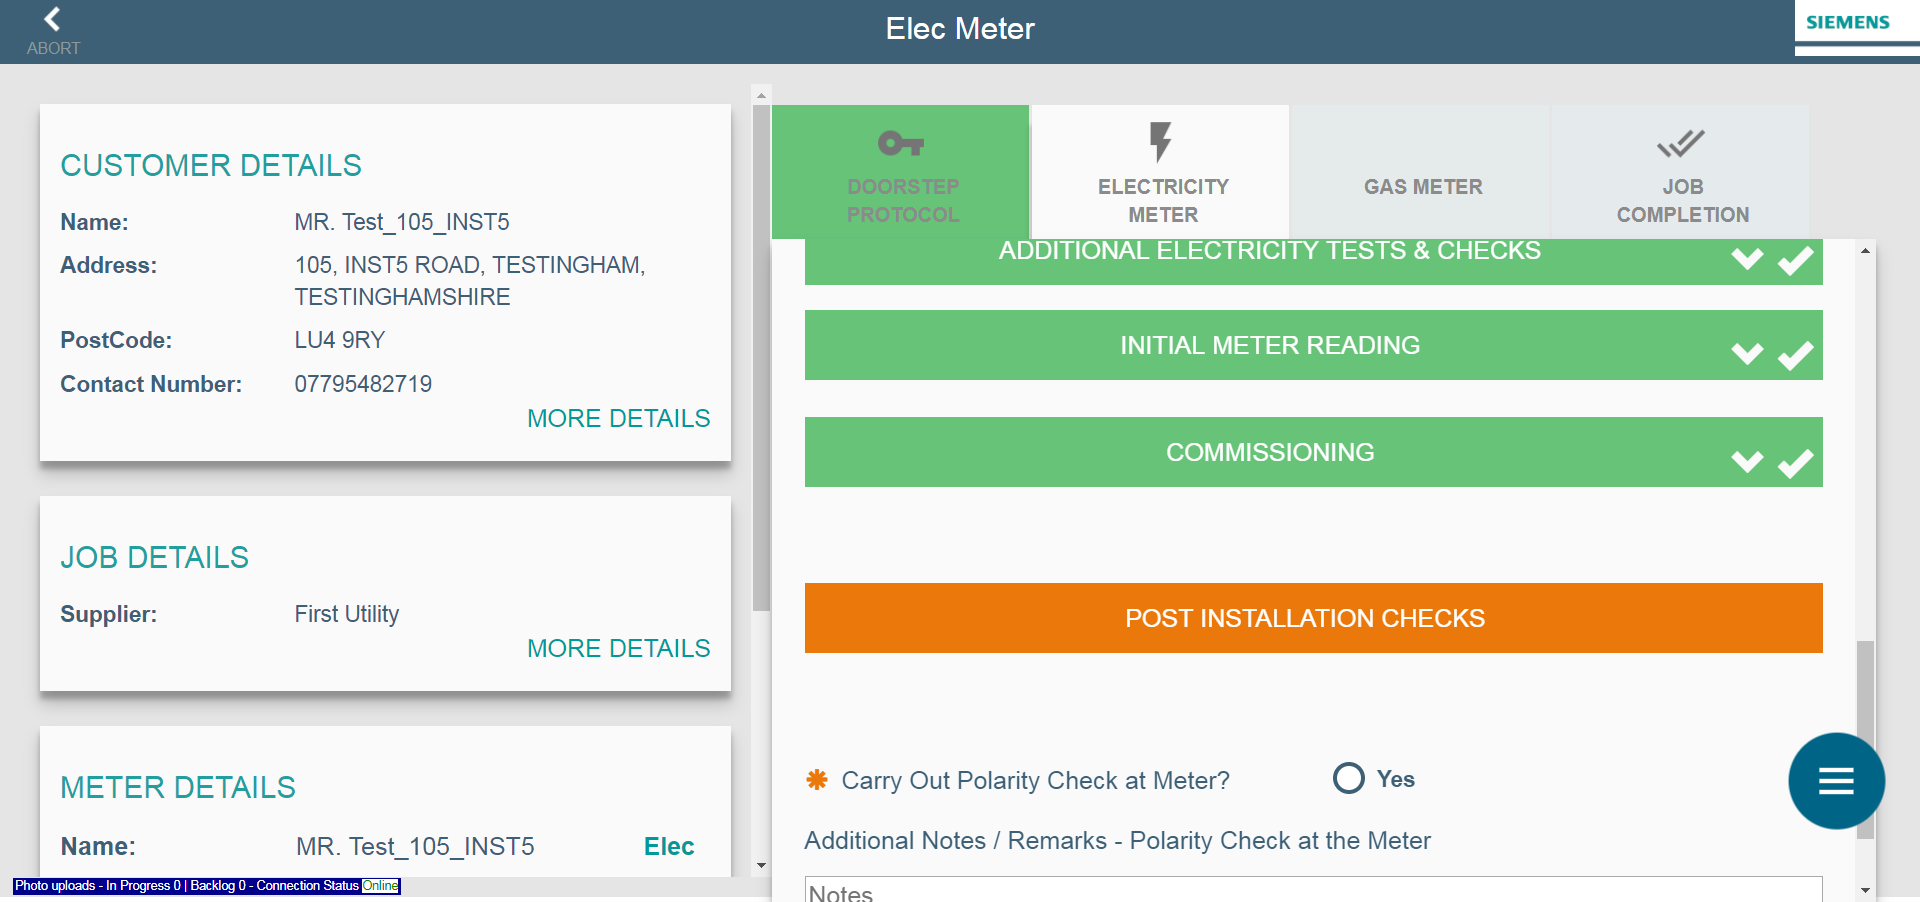 ABORT
Elec Meter
SIEMENS
CUSTOMER DETAILS
Name: MR. Test_105_INST5
Address: 105, INST5 ROAD, TESTINGHAM,
TESTINGHAMSHIRE
PostCode: LU4 9RY
Contact Number: 07795482719
MORE DETAILS
JOB DETAILS
Supplier: First Utility
MORE DETAILS
METER DETAILS
Name: MR. Test_105_INST5 Elec
Photo uploads - In Progress 0 | Backlog 0 - Connection Status Online
DOORSTEP
PROTOCOL
ELECTRICITY
METER
GAS METER
JOB
COMPLETION
ADDITIONAL ELECTRICITY TESTS & CHECKS
INITIAL METER READING
COMMISSIONING
POST INSTALLATION CHECKS
Carry Out Polarity Check at Meter? Yes
Additional Notes / Remarks - Polarity Check at the Meter
Notes